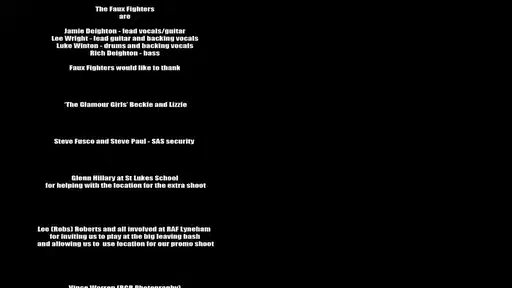 The Faux Fighters
are
Jamie Deighton - lead vocals/guitar
Lee Wright - lead guitar and backing vocals
Luke Winton - drums and backing vocals
Rich Deighton - bass
Faux Fighters would like to thank
'The Glamour Girls' Beckie and Lizzie
Steve Fusco and Steve Paul - SAS security
Glenn Hillary at St Lukes School
for helping with the location for the extra shoot
Lee (Robs) Roberts and all involved at RAF Lyneham
for inviting us to play at the big leaving bash
and allowing us to use location for our promo shoot
Vince Warren (RCP Photography)